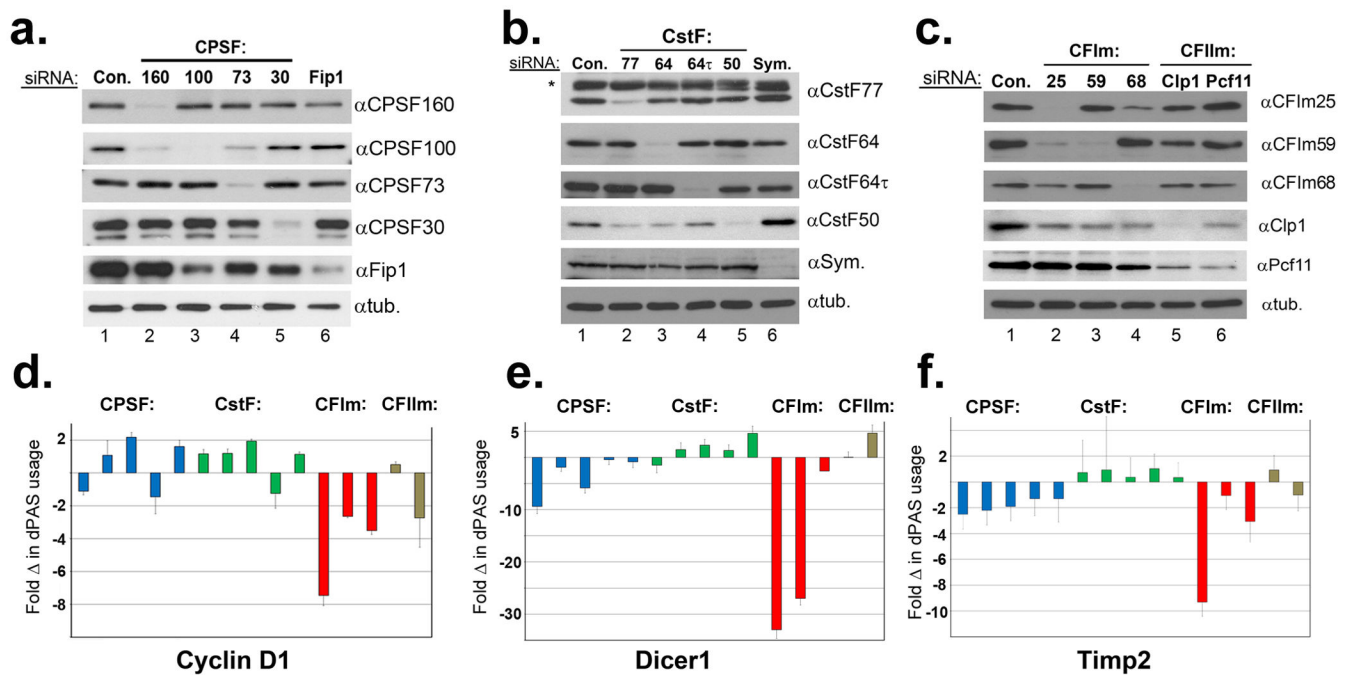 a.
CPSF:
siRNA: Con. 160 100 73 30 Fip1
αCPSF160
αCPSF100
αCPSF73
αCPSF30
αFip1
αtub.
1 2 3 4 5 6
b.
CstF:
siRNA: Con. 77 64 64τ 50 Sym.
* αCstF77
αCstF64
αCstF64τ
αCstF50
αSym.
αtub.
1 2 3 4 5 6
c.
CFIm: CFIIm:
siRNA: Con. 25 59 68 Clp1 Pcf11
αCFIm25
αCFIm59
αCFIm68
αClp1
αPcf11
αtub.
1 2 3 4 5 6
d.
CPSF: CstF: CFIm: CFIIm:
Fold Δ in dPAS usage
2
0
-2
-4
-6
-8
Cyclin D1
e.
CPSF: CstF: CFIm: CFIIm:
Fold Δ in dPAS usage
5
0
-10
-20
-30
Dicer1
f.
CPSF: CstF: CFIm: CFIIm:
Fold Δ in dPAS usage
2
0
-2
-4
-6
-8
-10
Timp2